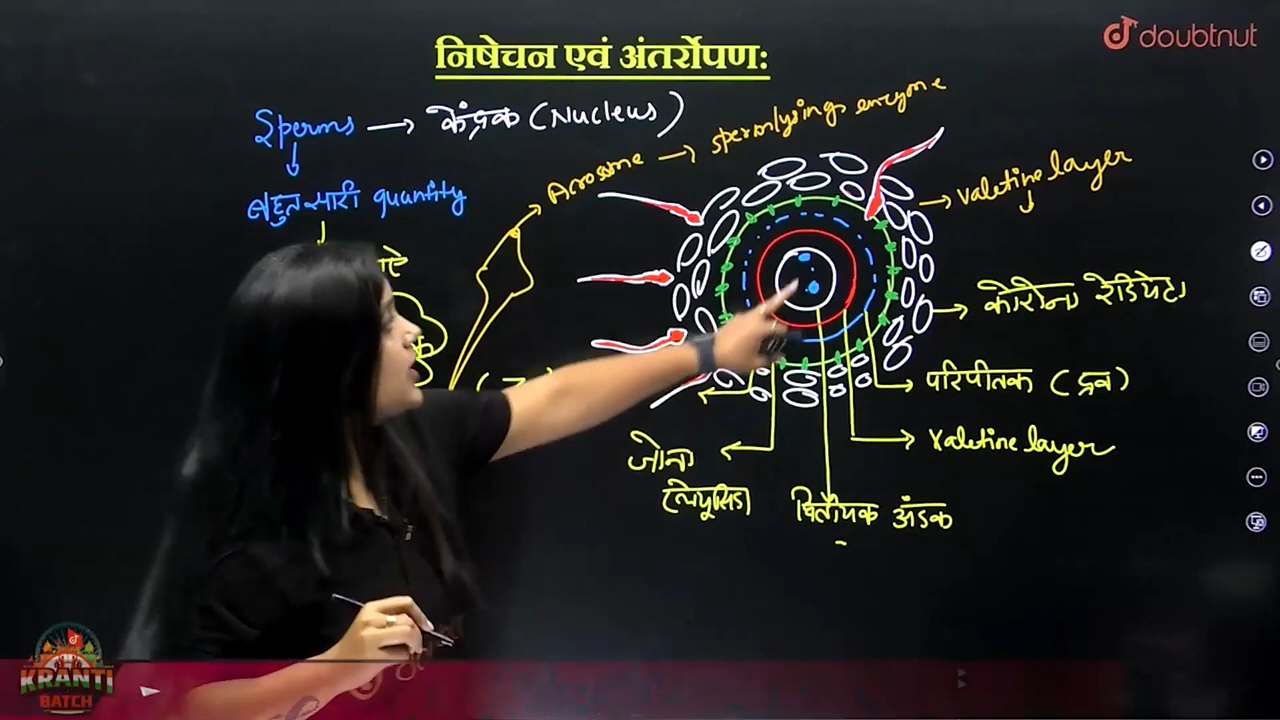 निषेचन एवं अंतर्रोपण:
doubtnut
Sperms → केंद्रक (Nucleus)
Acrosome → spermlysings enzyme
बहुत सारी quantity
→ Valetine layer
→ कोरोना रेडियेटा
→ परिपीतक (द्रव)
→ Valetine layer
जोना
पेलुसिडा
द्वितीयक अंडक
KRANTI
BATCH